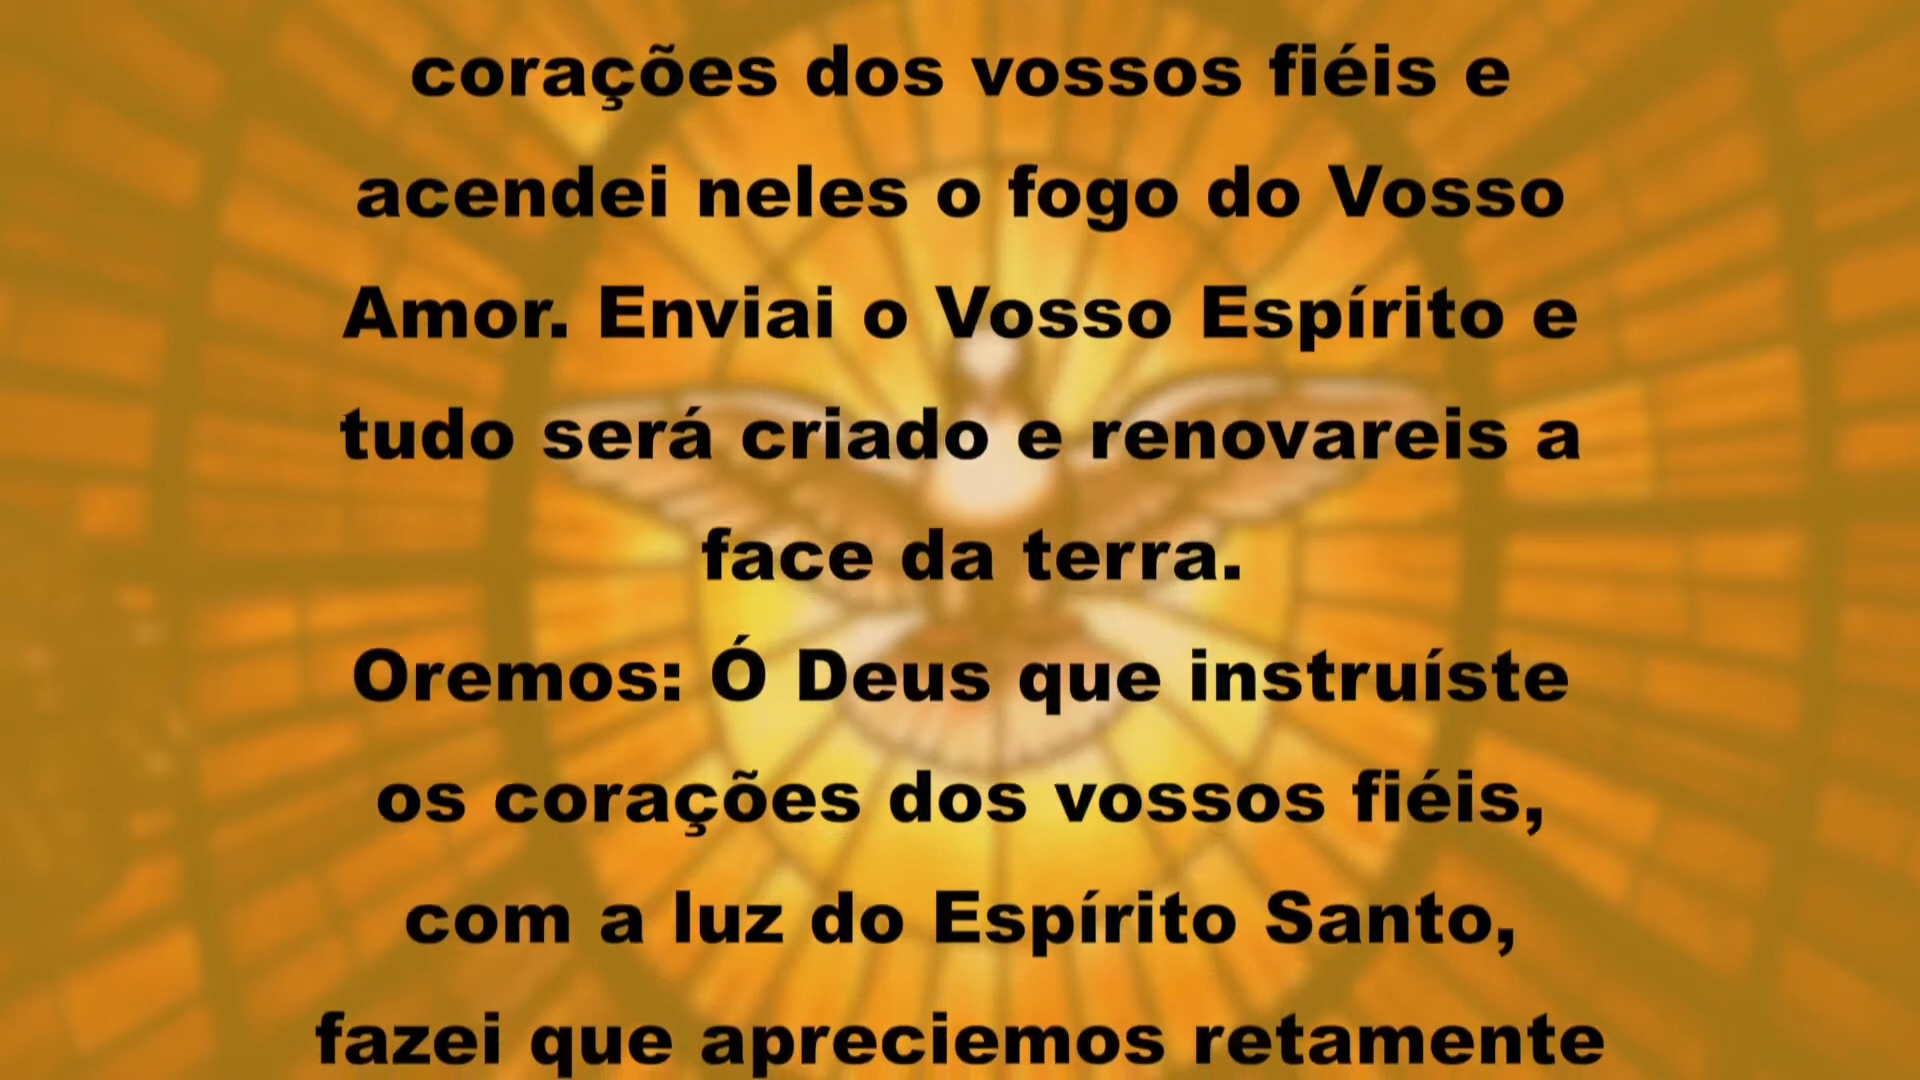 corações dos vossos fiéis e
acendei neles o fogo do Vosso
Amor. Enviai o Vosso Espírito e
tudo será criado e renovareis a
face da terra.
Oremos: Ó Deus que instruíste
os corações dos vossos fiéis,
com a luz do Espírito Santo,
fazei que apreciemos retamente